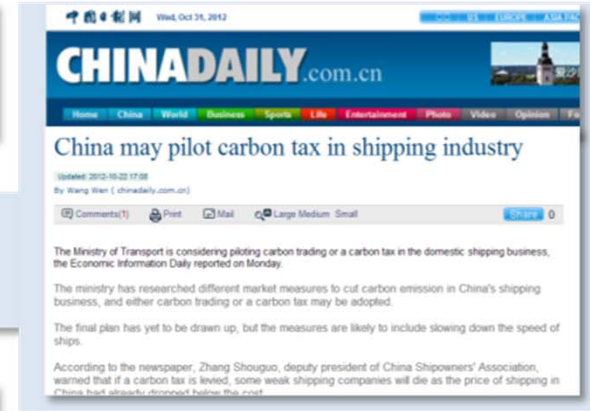 中国日报网 Wed, Oct 31, 2012
US EUROPE ASIA PAC
CHINADAILY.com.cn
Home China World Business Sports Life Entertainment Photo Video Opinion
China may pilot carbon tax in shipping industry
Updated: 2012-10-22 17:08
By Wang Wen ( chinadaily.com.cn)
Comments(1) Print Mail Large Medium Small Share 0
The Ministry of Transport is considering piloting carbon trading or a carbon tax in the domestic shipping business,
the Economic Information Daily reported on Monday.
The ministry has researched different market measures to cut carbon emission in China's shipping
business, and either carbon trading or a carbon tax may be adopted.
The final plan has yet to be drawn up, but the measures are likely to include slowing down the speed of
ships.
According to the newspaper, Zhang Shouguo, deputy president of China Shipowners' Association,
warned that if a carbon tax is levied, some weak shipping companies will die as the price of shipping in
China had already dropped below the cost